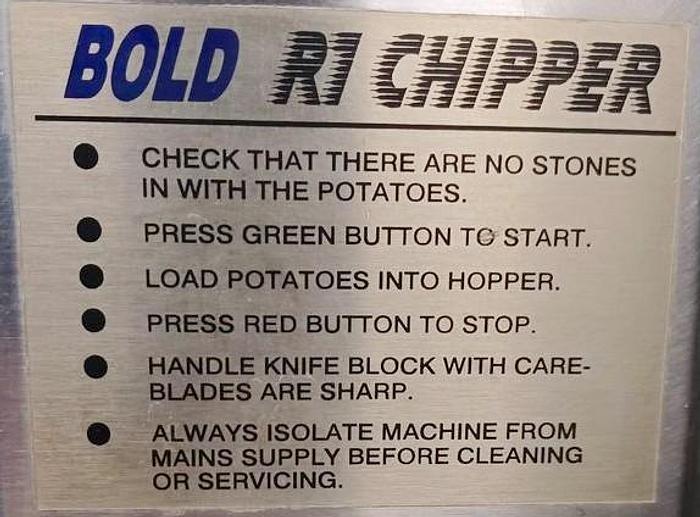 BOLD R1 CHIPPER
● CHECK THAT THERE ARE NO STONES
IN WITH THE POTATOES.
● PRESS GREEN BUTTON TO START.
● LOAD POTATOES INTO HOPPER.
● PRESS RED BUTTON TO STOP.
● HANDLE KNIFE BLOCK WITH CARE-
BLADES ARE SHARP.
● ALWAYS ISOLATE MACHINE FROM
MAINS SUPPLY BEFORE CLEANING
OR SERVICING.